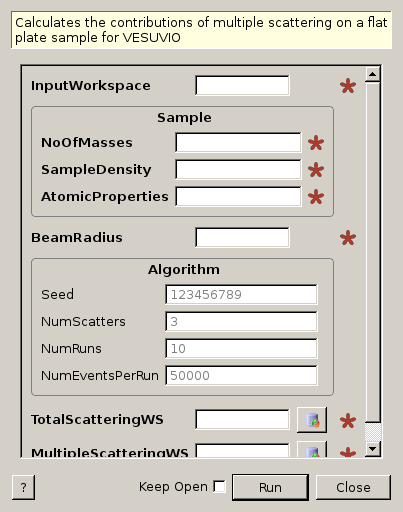 Calculates the contributions of multiple scattering on a flat
plate sample for VESUVIO
InputWorkspace
Sample
NoOfMasses
SampleDensity
AtomicProperties
BeamRadius
Algorithm
Seed 123456789
NumScatters 3
NumRuns 10
NumEventsPerRun 50000
TotalScatteringWS
MultipleScatteringWS
? Keep Open Run Close